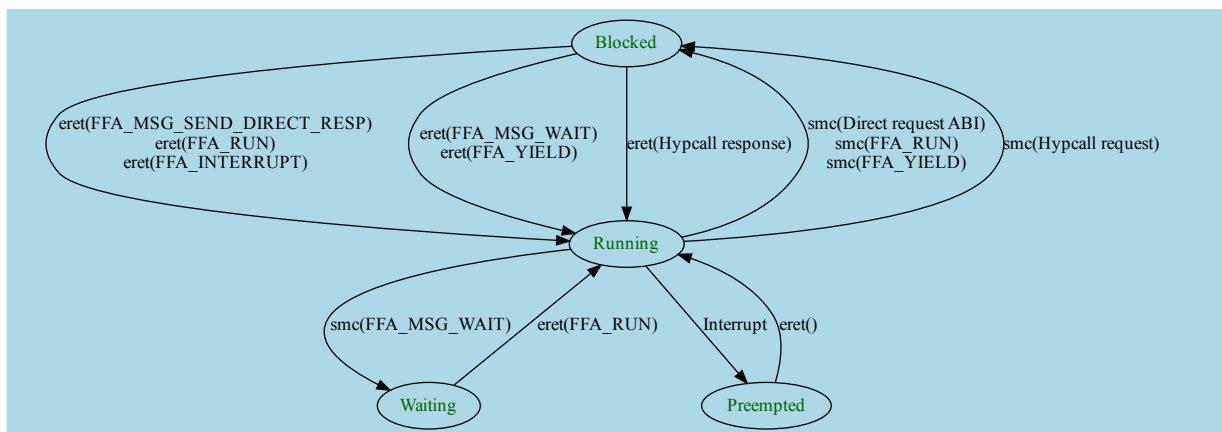 Blocked
eret(FFA_MSG_SEND_DIRECT_RESP)
eret(FFA_RUN)
eret(FFA_INTERRUPT)
eret(FFA_MSG_WAIT)
eret(FFA_YIELD)
eret(Hypcall response)
smc(Direct request ABI)
smc(FFA_RUN)
smc(FFA_YIELD)
smc(Hypcall request)
Running
smc(FFA_MSG_WAIT)
eret(FFA_RUN)
Interrupt
eret()
Waiting
Preempted